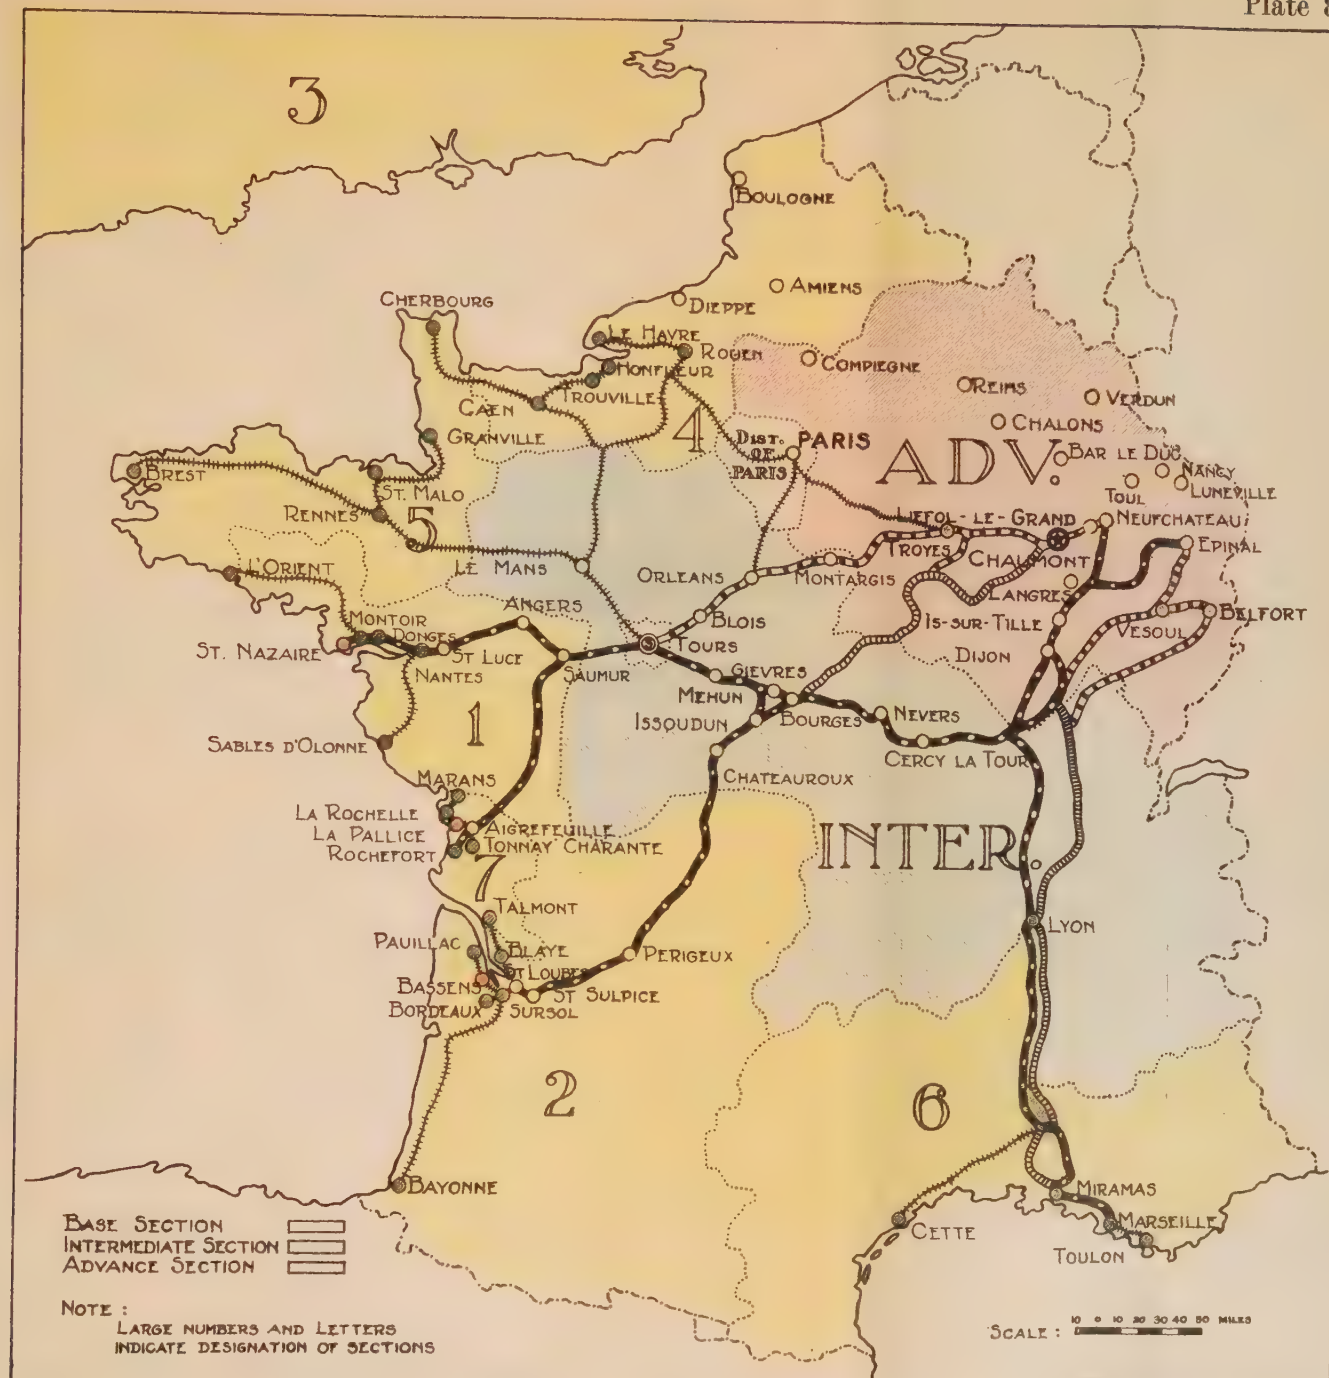 Plate 8
3
BOULOGNE
AMIENS
DIEPPE
CHERBOURG
LE HAVRE
ROUEN
HONFLEUR
TROUVILLE
CAEN
GRANVILLE
4
COMPIEGNE
REIMS
VERDUN
CHALONS
DIST.
OF
PARIS
PARIS
ADV.
BAR LE DUC
NANCY
TOUL
LUNEVILLE
BREST
ST. MALO
RENNES
5
LIEFOL-LE-GRAND
NEUFCHATEAU
TROYES
CHAUMONT
EPINAL
L'ORIENT
LE MANS
ORLEANS
MONTARGIS
LANGRES
ANGERS
BLOIS
IS-SUR-TILLE
VESOUL
BELFORT
MONTOIR
DONGES
ST. NAZAIRE
ST LUCE
NANTES
SAUMUR
S
TOURS
DIJON
GIEVRES
MEHUN
ISSOUDUN
BOURGES
NEVERS
CERCY LA TOUR
1
SABLES D'OLONNE
CHATEAUROUX
MARANS
LA ROCHELLE
LA PALLICE
ROCHEFORT
AIGREFEUILLE
TONNAY CHARANTE
7
INTER.
TALMONT
PAUILLAC
BLAYE
ST LOUBES
PERIGEUX
LYON
BASSENS
BORDEAUX
SURSOL
ST SULPICE
2
6
BAYONNE
MIRAMAS
MARSEILLE
CETTE
TOULON
BASE SECTION
INTERMEDIATE SECTION
ADVANCE SECTION
NOTE :
LARGE NUMBERS AND LETTERS
INDICATE DESIGNATION OF SECTIONS
SCALE : 10 0 10 20 30 40 50 MILES